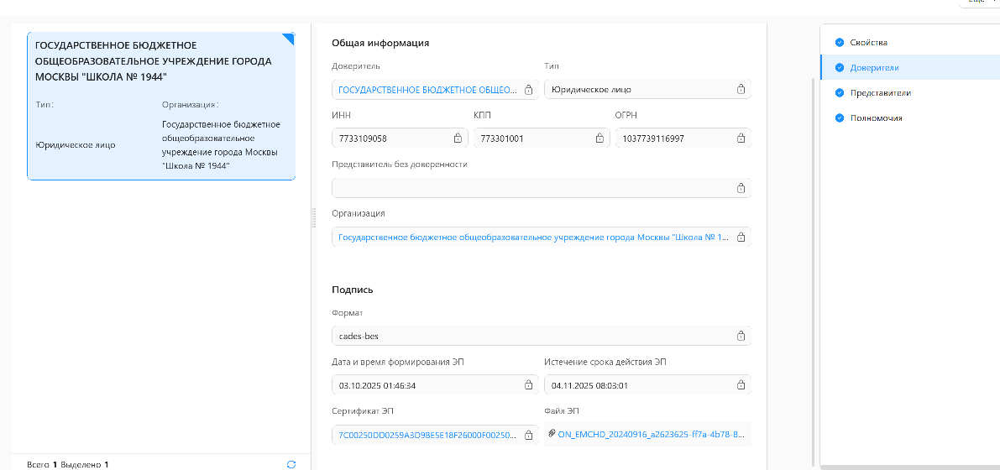 ГОСУДАРСТВЕННОЕ БЮДЖЕТНОЕ
ОБЩЕОБРАЗОВАТЕЛЬНОЕ УЧРЕЖДЕНИЕ ГОРОДА
МОСКВЫ "ШКОЛА № 1944"
Тип:
Организация:
Юридическое лицо
Государственное бюджетное
общеобразовательное
учреждение города Москвы
"Школа № 1944"
Всего 1 Выделено 1
Общая информация
Доверитель
Тип
ГОСУДАРСТВЕННОЕ БЮДЖЕТНОЕ ОБЩЕО...
Юридическое лицо
ИНН
КПП
ОГРН
7733109058
773301001
1037739116997
Представитель без доверенности
Организация
Государственное бюджетное общеобразовательное учреждение города Москвы "Школа № 1...
Подпись
Формат
cades-bes
Дата и время формирования ЭП
Истечение срока действия ЭП
03.10.2025 01:46:34
04.11.2025 08:03:01
Сертификат ЭП
Файл ЭП
7C00250DD0259A3D9BE5E18F26000F00250...
ON_EMCHD_20240916_a2623625-ff7a-4b78-8...
Свойства
Доверители
Представители
Полномочия